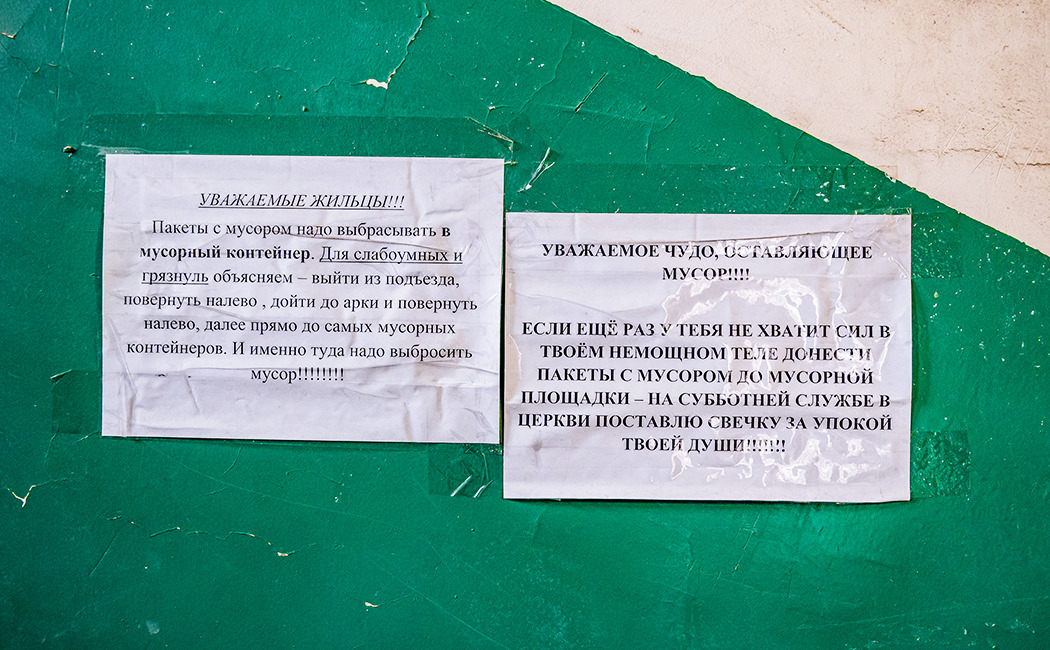 УВАЖАЕМЫЕ ЖИЛЬЦЫ!!!
Пакеты с мусором надо выбрасывать в
мусорный контейнер. Для слабоумных и
грязнуль объясняем – выйти из подъезда,
повернуть налево , дойти до арки и повернуть
налево, далее прямо до самых мусорных
контейнеров. И именно туда надо выбросить
мусор!!!!!!!!
УВАЖАЕМОЕ ЧУДО, ОСТАВЛЯЮЩЕЕ
МУСОР!!!!
ЕСЛИ ЕЩЁ РАЗ У ТЕБЯ НЕ ХВАТИТ СИЛ В
ТВОЁМ НЕМОЩНОМ ТЕЛЕ ДОНЕСТИ
ПАКЕТЫ С МУСОРОМ ДО МУСОРНОЙ
ПЛОЩАДКИ – НА СУББОТНЕЙ СЛУЖБЕ В
ЦЕРКВИ ПОСТАВЛЮ СВЕЧКУ ЗА УПОКОЙ
ТВОЕЙ ДУШИ!!!!!!!